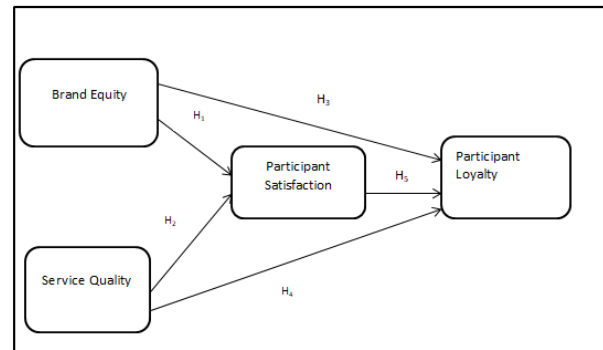 Brand Equity
H₁
H₃
Participant
Satisfaction
H₅
Participant
Loyalty
H₂
Service Quality
H₄